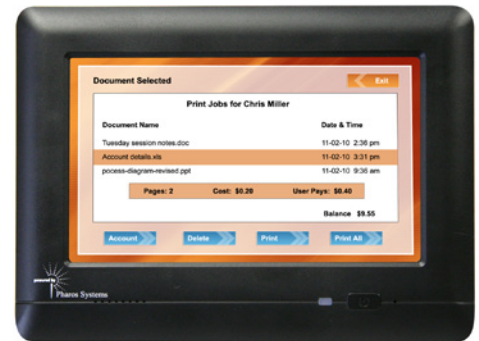 Document Selected
Exit
Print Jobs for Chris Miller
Document Name Date & Time
Tuesday session notes.doc 11-02-10 2:36 pm
Account details.xls 11-02-10 3:31 pm
pocess-diagram-revised.ppt 11-02-10 9:36 am
Pages: 2 Cost: $0.20 User Pays: $0.40
Balance $9.55
Account Delete Print Print All
powered by
Pharos Systems